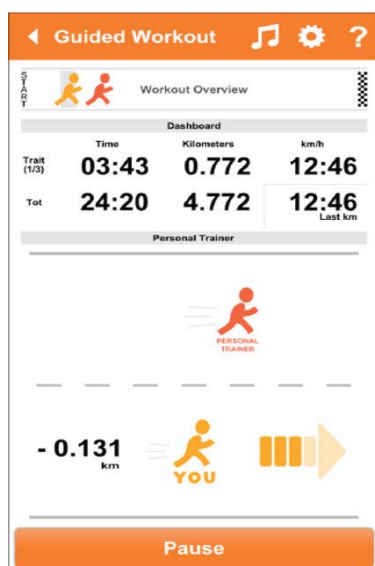 Guided Workout ?
START
Workout Overview
Dashboard
Time Kilometers km/h
Trait (1/3) 03:43 0.772 12:46
Tot 24:20 4.772 12:46
Last km
Personal Trainer
PERSONAL
TRAINER
- 0.131
km
YOU
Pause